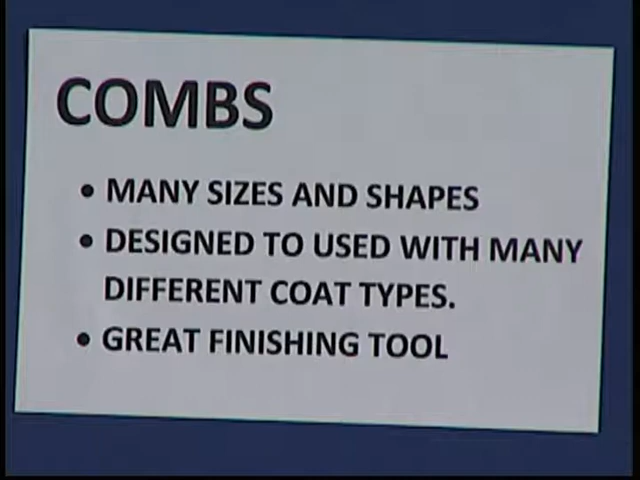 COMBS
• MANY SIZES AND SHAPES
• DESIGNED TO USED WITH MANY
DIFFERENT COAT TYPES.
• GREAT FINISHING TOOL